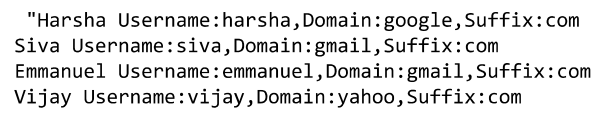 "Harsha Username:harsha,Domain:google,Suffix:com
Siva Username:siva,Domain:gmail,Suffix:com
Emmanuel Username:emmanuel,Domain:gmail,Suffix:com
Vijay Username:vijay,Domain:yahoo,Suffix:com